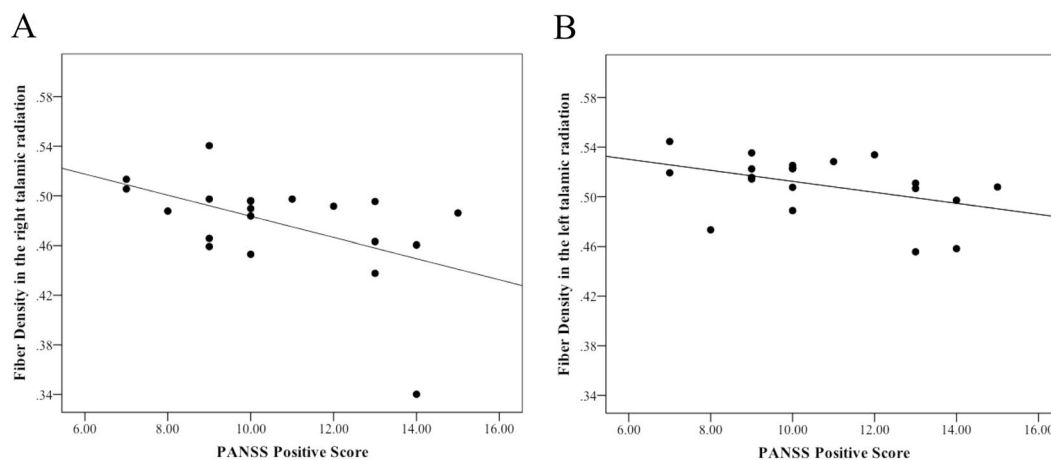 A
Fiber Density in the right talamic radiation
.58
.54
.50
.46
.42
.38
.34
6.00 8.00 10.00 12.00 14.00 16.00
PANSS Positive Score
B
Fiber Density in the left talamic radiation
.58
.54
.50
.46
.42
.38
.34
6.00 8.00 10.00 12.00 14.00 16.00
PANSS Positive Score